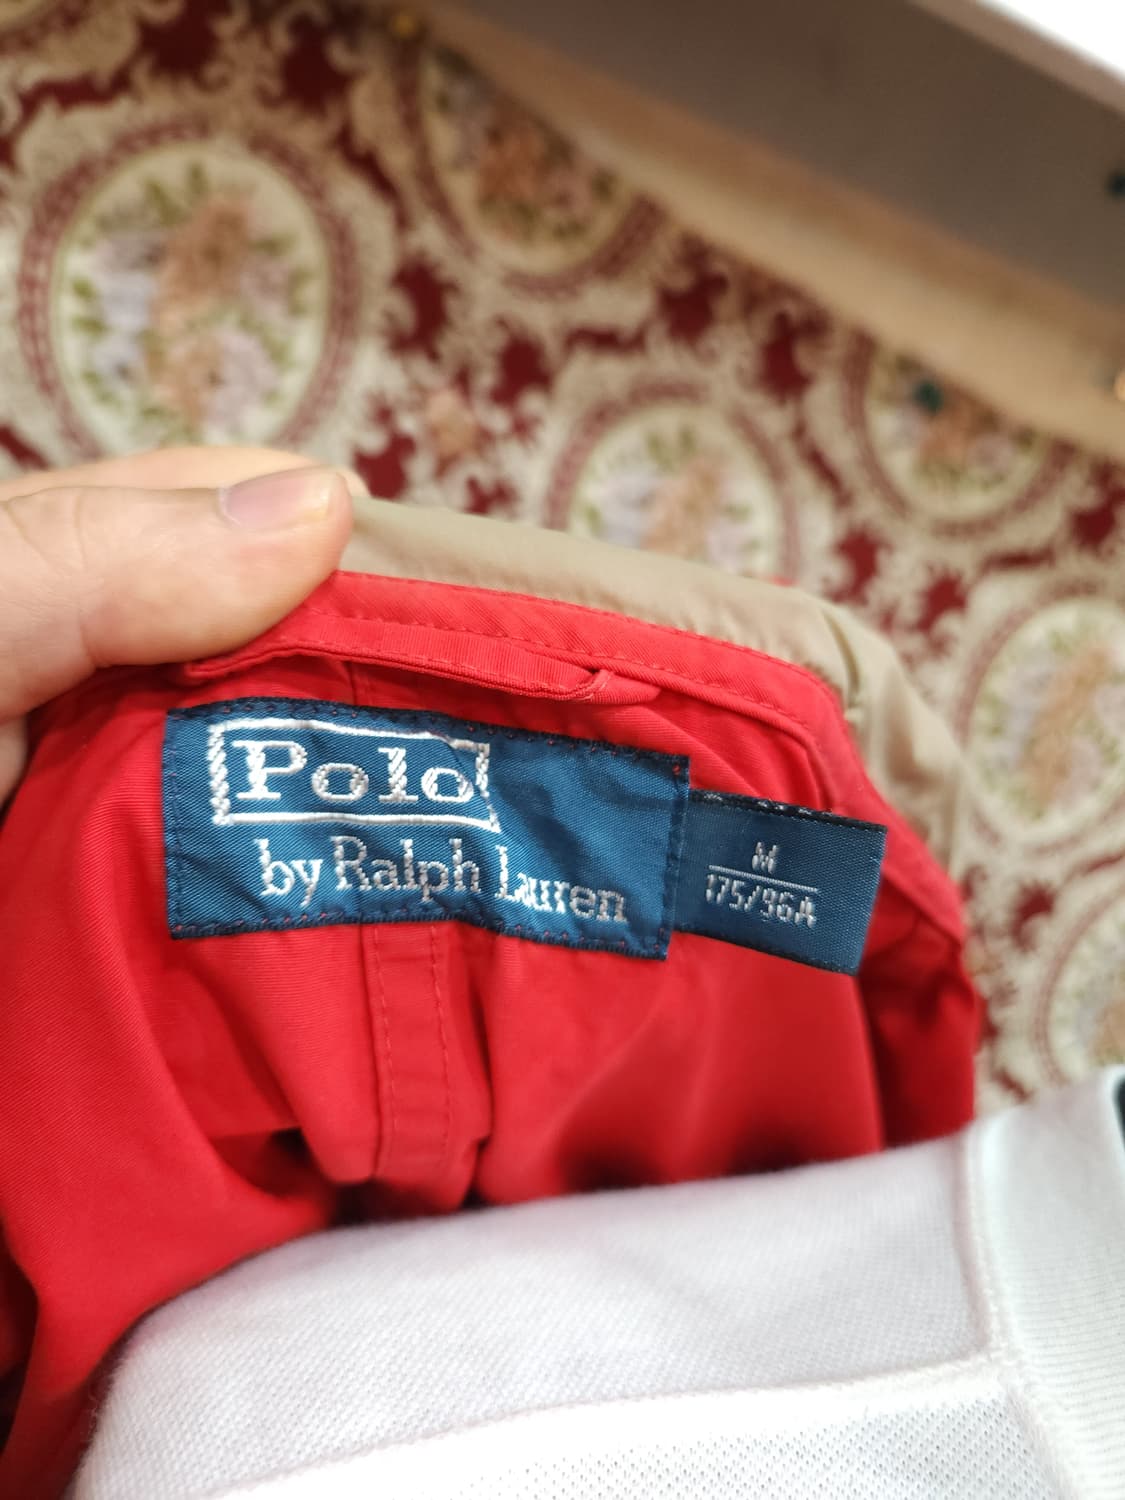 Polo
by Ralph Lauren
M
175/96A